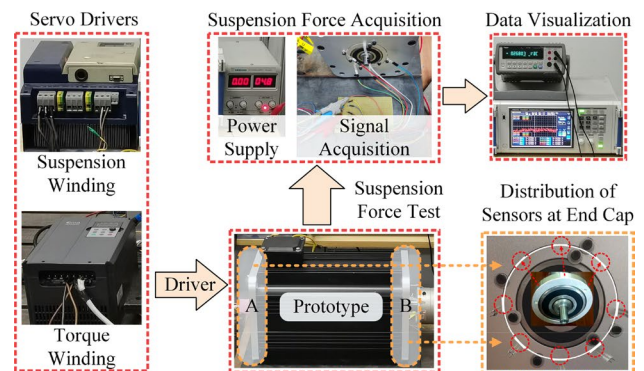 Servo Drivers
Suspension Force Acquisition
Data Visualization
Suspension
Winding
Power
Supply
Signal
Acquisition
Suspension
Force Test
Distribution of
Sensors at End Cap
Torque
Winding
Driver
A
Prototype
B